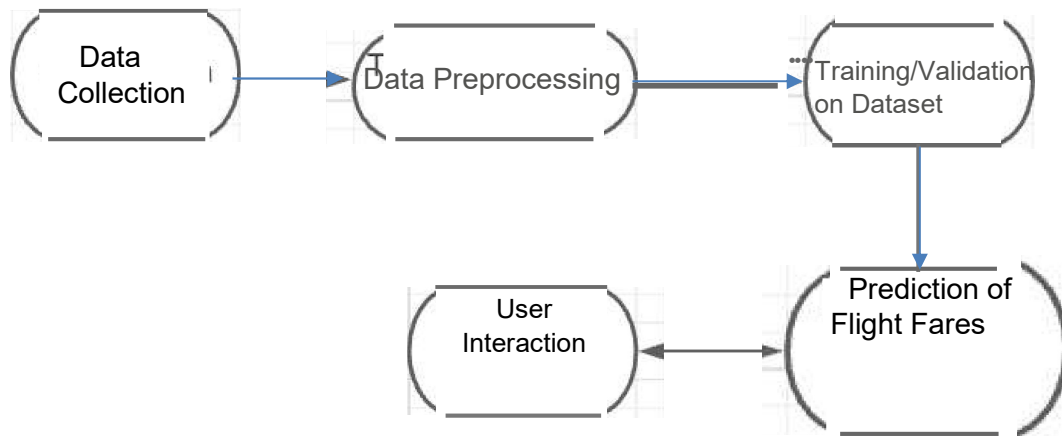 Data
Collection
T
Data Preprocessing
Training/Validation
on Dataset
Prediction of
Flight Fares
User
Interaction